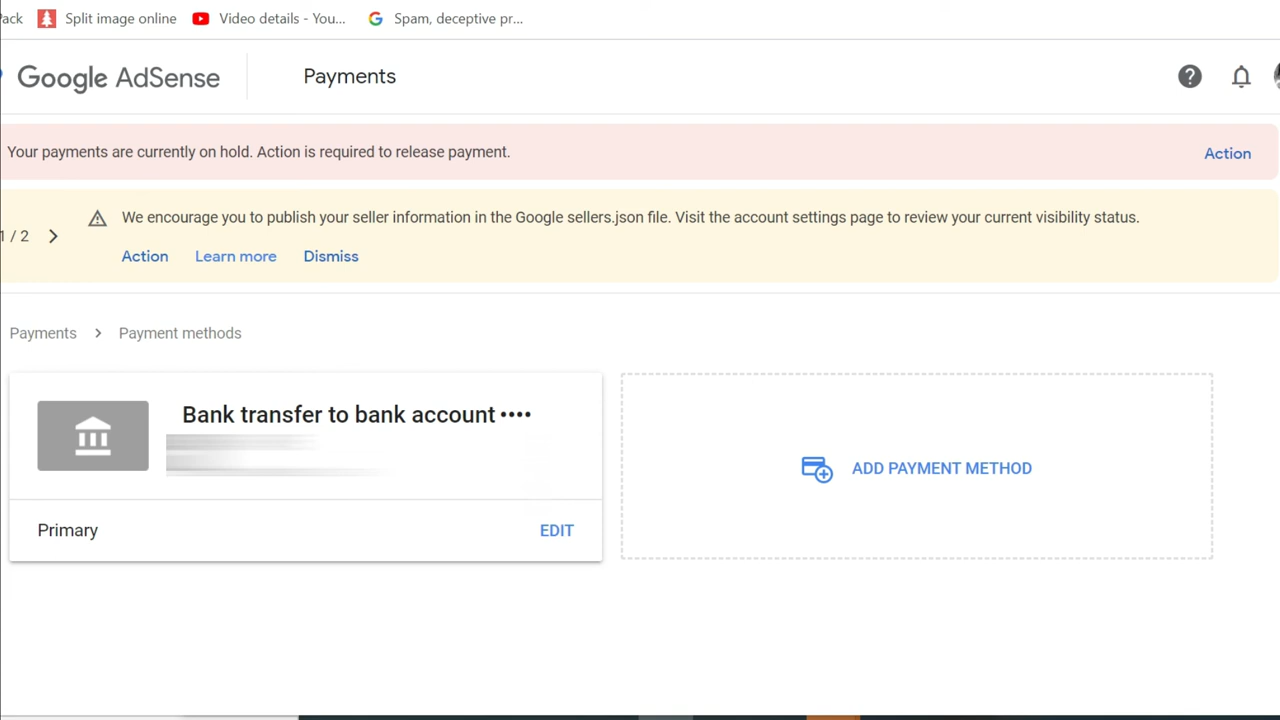 Pack Split image online Video details - You... Spam, deceptive pr...
Google AdSense Payments
Your payments are currently on hold. Action is required to release payment. Action
1 / 2 We encourage you to publish your seller information in the Google sellers.json file. Visit the account settings page to review your current visibility status.
Action Learn more Dismiss
Payments > Payment methods
Bank transfer to bank account ••••
ADD PAYMENT METHOD
Primary EDIT